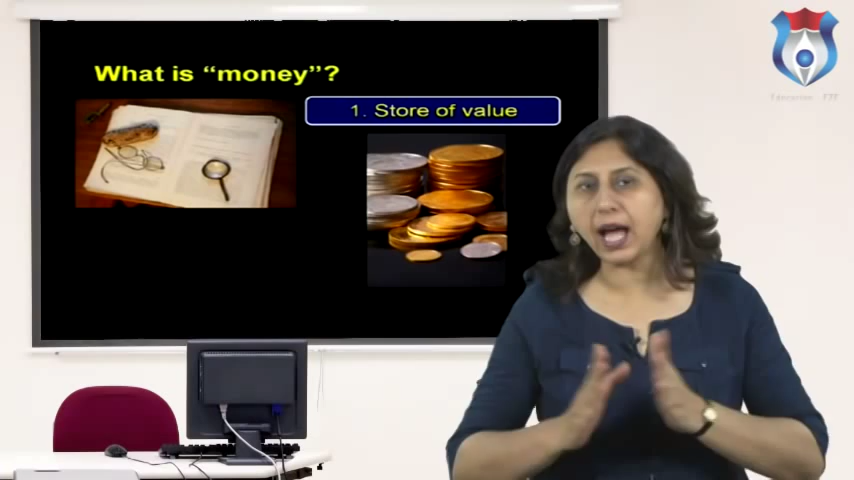 What is “money”?
1. Store of value